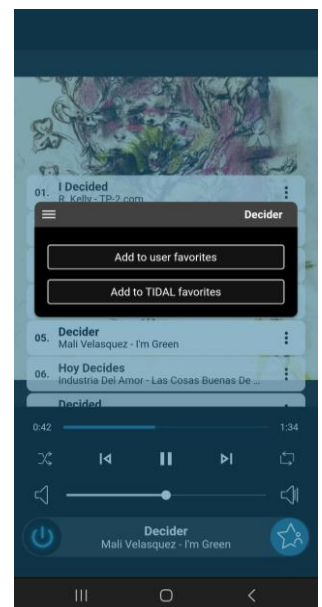 01. I Decided
R. Kelly - TP-2.com
Decider
Add to user favorites
Add to TIDAL favorites
05. Decider
Mali Velasquez - I'm Green
06. Hoy Decides
Industria Del Amor - Las Cosas Buenas De ...
Decided
0:42
1:34
Decider
Mali Velasquez - I'm Green